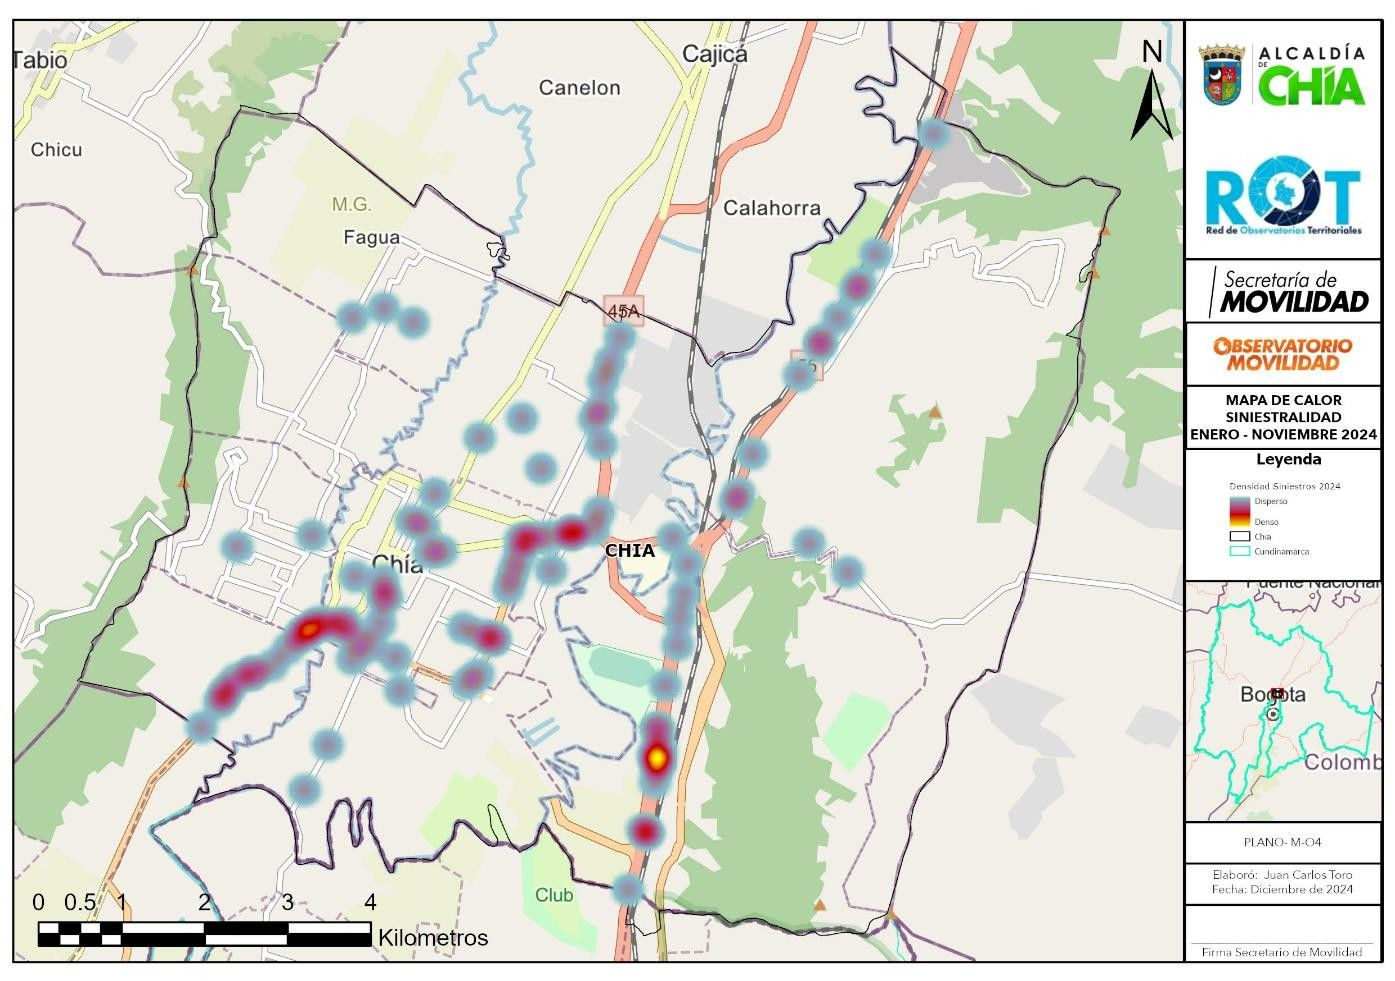 Tabio
Cajicá
Canelon
Chicu
M.G.
Fagua
Calahorra
45A
55
CHIA
Chía
Club
N
0 0.5 1 2 3 4
Kilometros
ALCALDÍA
DE
CHÍA
ROT
Red de Observatorios Territoriales
Secretaría de
MOVILIDAD
OBSERVATORIO
MOVILIDAD
MAPA DE CALOR
SINIESTRALIDAD
ENERO - NOVIEMBRE 2024
Leyenda
Densidad Siniestros 2024
Disperso
Denso
Chia
Cundinamarca
Puente Nacional
Bogota
Colomb
PLANO- M-04
Elaboró: Juan Carlos Toro
Fecha: Diciembre de 2024
Firma Secretario de Movilidad